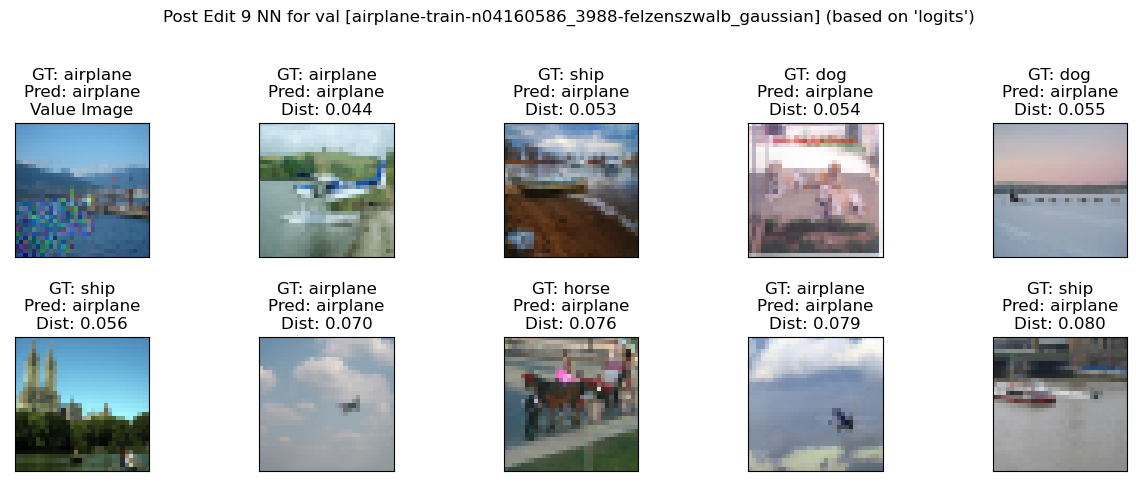 Post Edit 9 NN for val [airplane-train-n04160586_3988-felzenszwalb_gaussian] (based on 'logits')
GT: airplane
Pred: airplane
Value Image
GT: airplane
Pred: airplane
Dist: 0.044
GT: ship
Pred: airplane
Dist: 0.053
GT: dog
Pred: airplane
Dist: 0.054
GT: dog
Pred: airplane
Dist: 0.055
GT: ship
Pred: airplane
Dist: 0.056
GT: airplane
Pred: airplane
Dist: 0.070
GT: horse
Pred: airplane
Dist: 0.076
GT: airplane
Pred: airplane
Dist: 0.079
GT: ship
Pred: airplane
Dist: 0.080